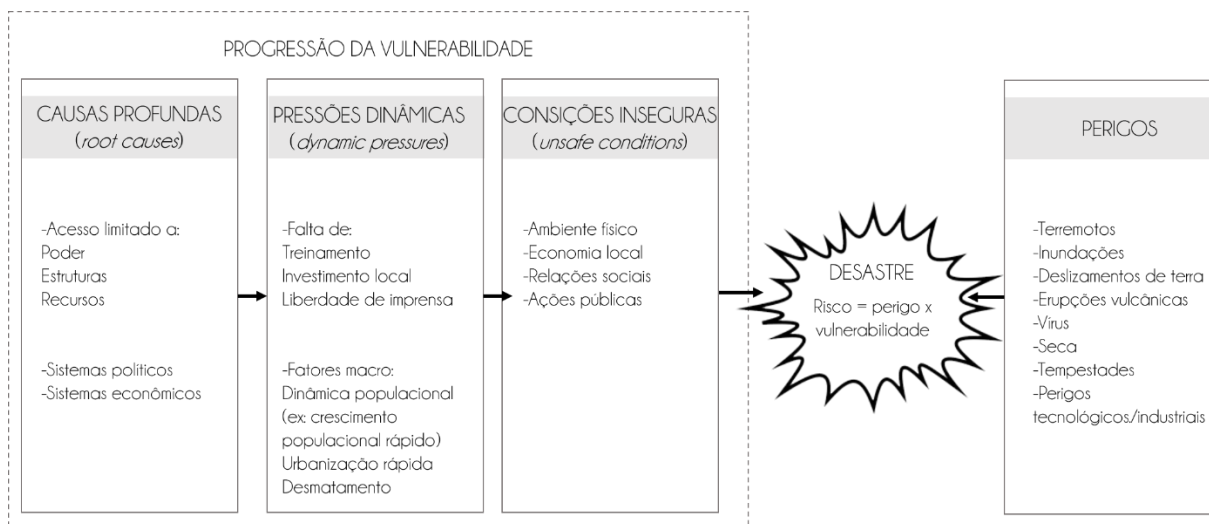 PROGRESSÃO DA VULNERABILIDADE
CAUSAS PROFUNDAS
(root causes)
-Acesso limitado a:
Poder
Estruturas
Recursos
-Sistemas políticos
-Sistemas econômicos
PRESSÕES DINÂMICAS
(dynamic pressures)
-Falta de:
Treinamento
Investimento local
Liberdade de imprensa
-Fatores macro:
Dinâmica populacional
(ex: crescimento
populacional rápido)
Urbanização rápida
Desmatamento
CONSIÇÕES INSEGURAS
(unsafe conditions)
-Ambiente físico
-Economia local
-Relações sociais
-Ações públicas
DESASTRE
Risco = perigo x
vulnerabilidade
PERIGOS
-Terremotos
-Inundações
-Deslizamentos de terra
-Erupções vulcânicas
-Vírus
-Seca
-Tempestades
-Perigos
tecnológicos/industriais